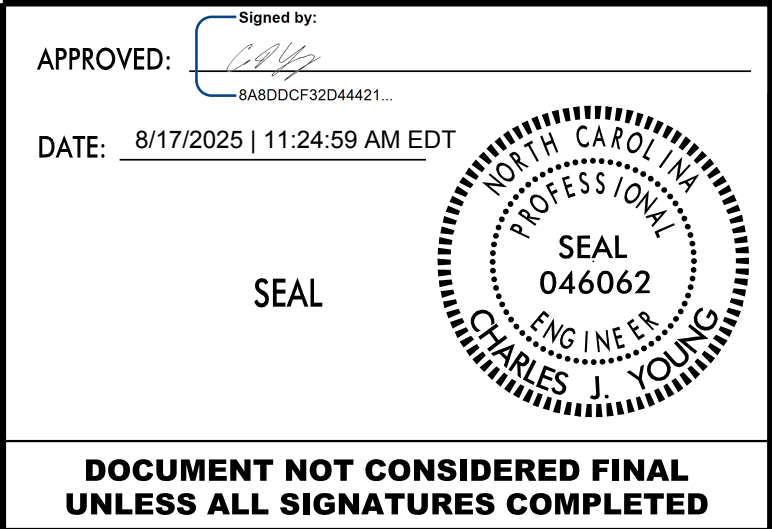 Signed by:
APPROVED:
8A8DDCF32D44421...
DATE: 8/17/2025 | 11:24:59 AM EDT
SEAL
NORTH CAROLINA
PROFESSIONAL
SEAL
046062
ENGINEER
CHARLES J. YOUNG
DOCUMENT NOT CONSIDERED FINAL
UNLESS ALL SIGNATURES COMPLETED